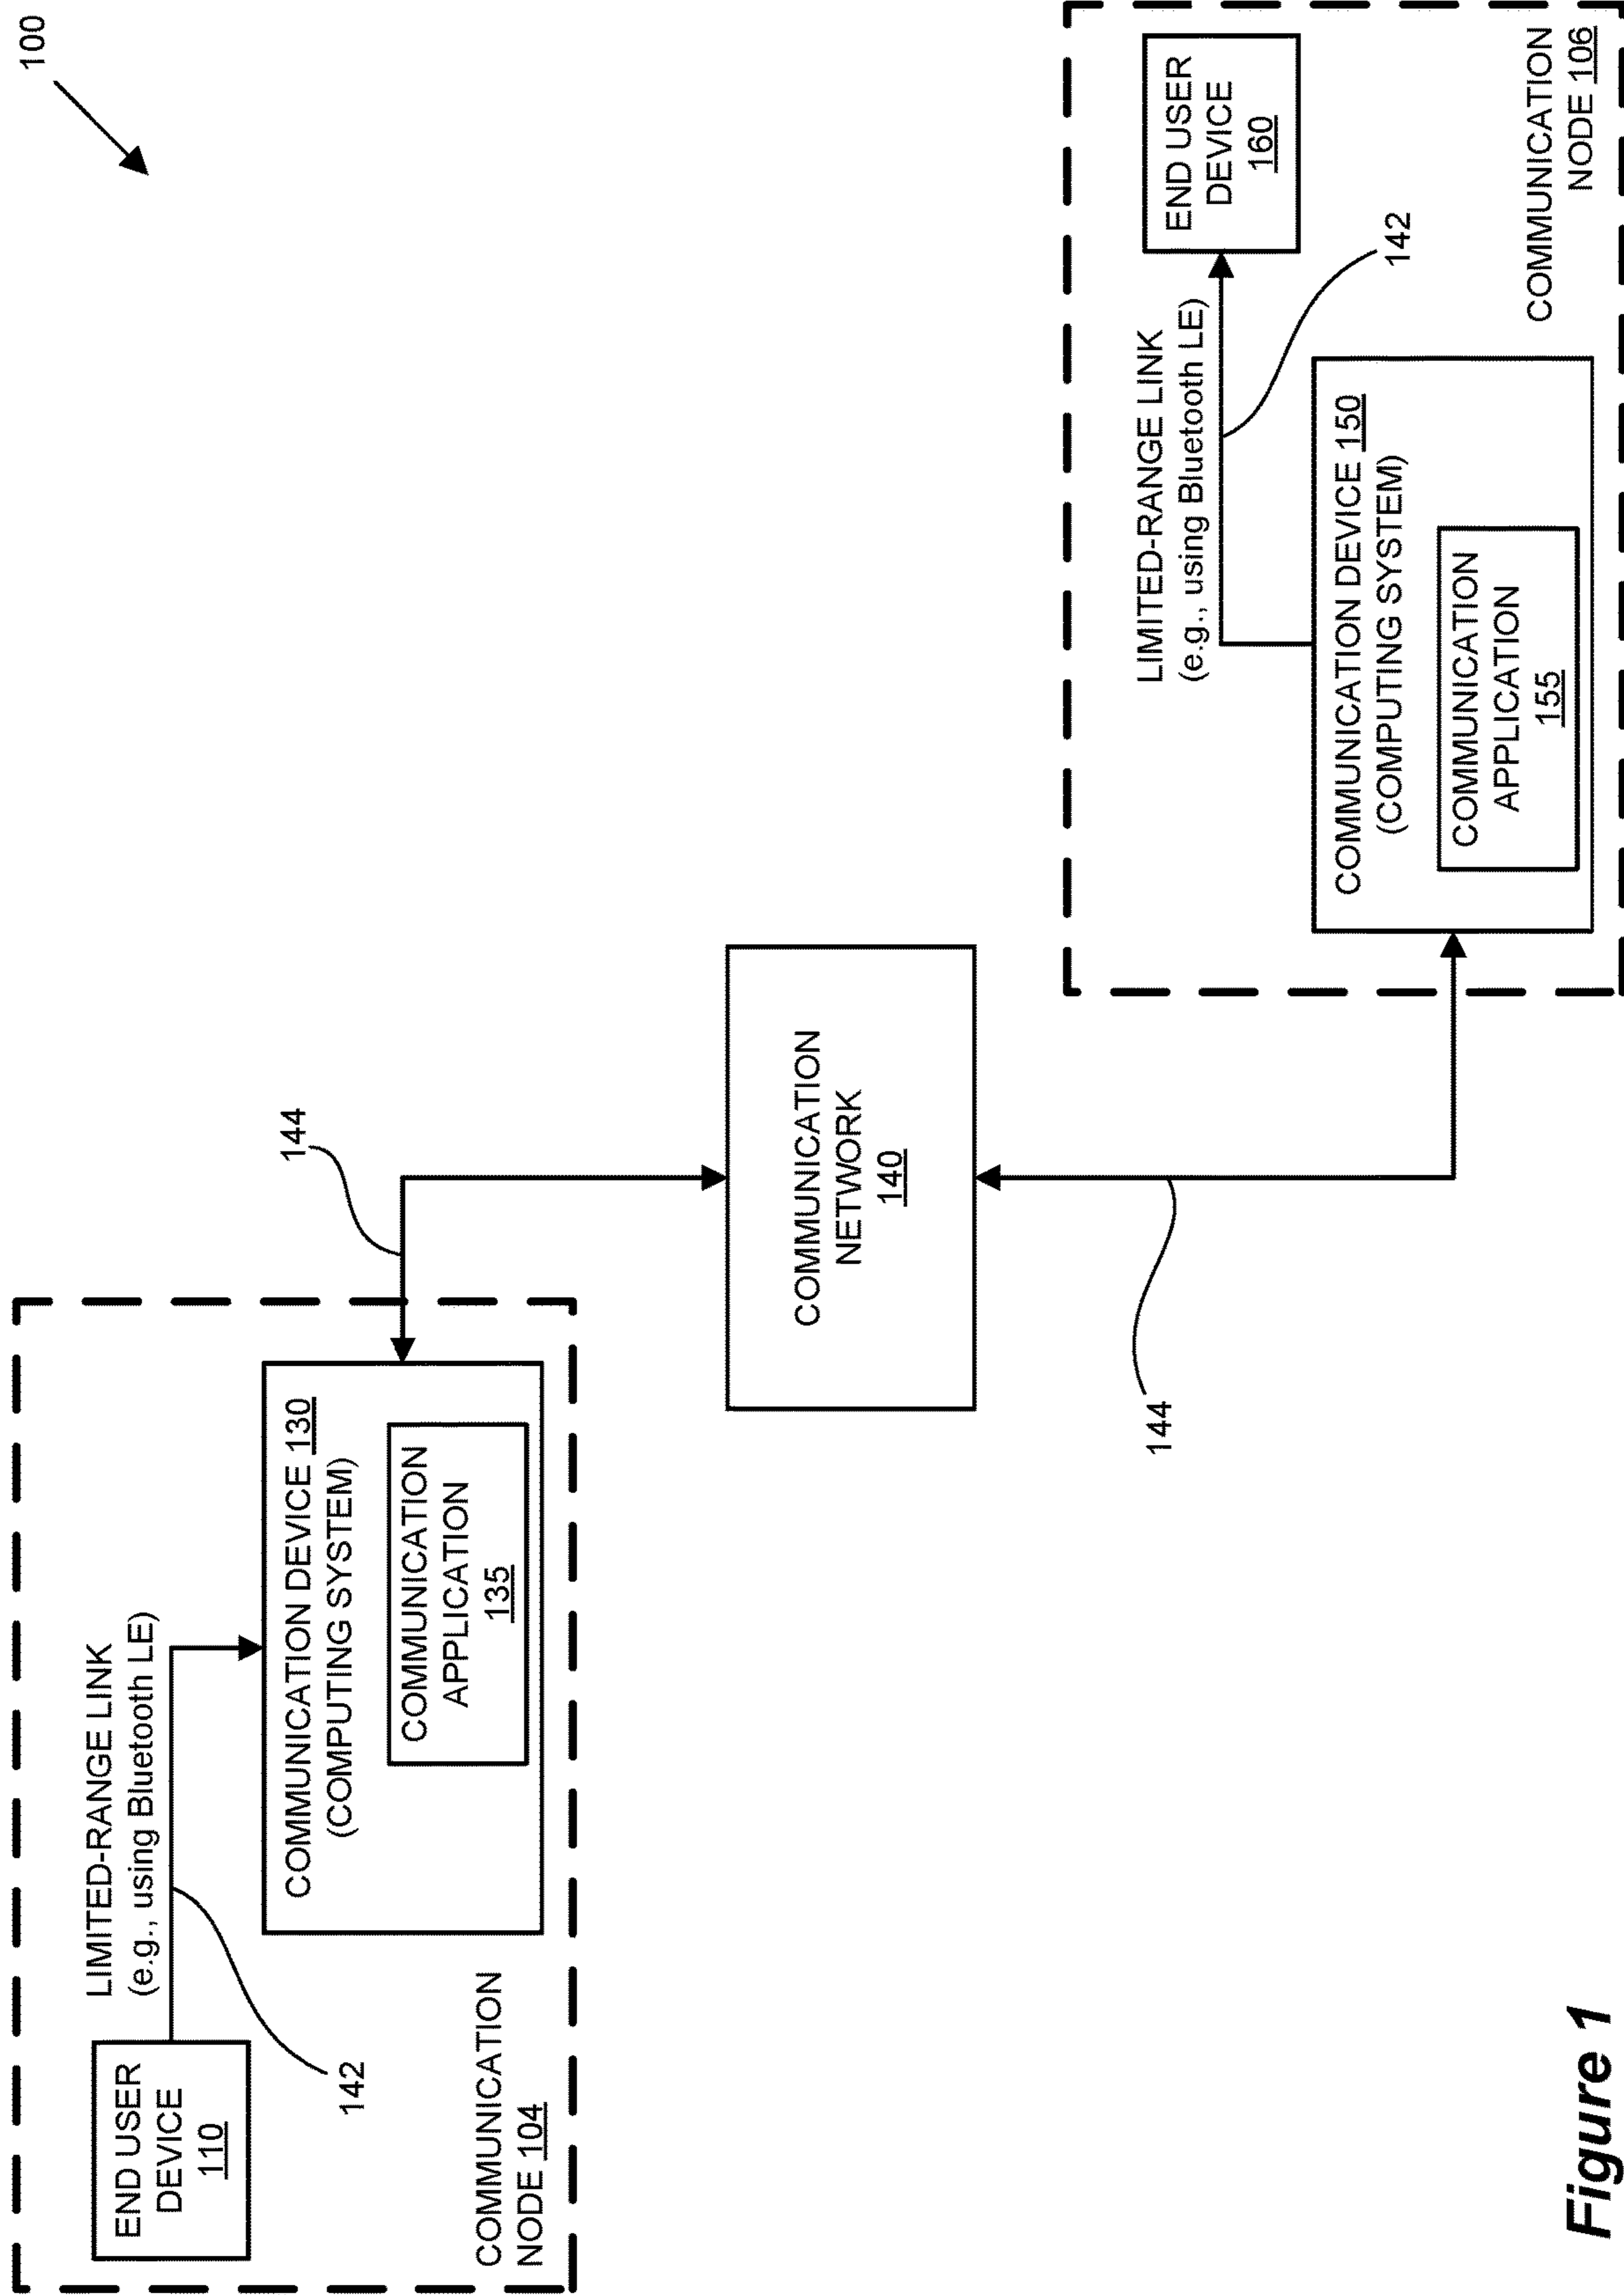 100
LIMITED-RANGE LINK
(e.g., using Bluetooth LE)
END USER
DEVICE
110
142
COMMUNICATION DEVICE 130
(COMPUTING SYSTEM)
COMMUNICATION
APPLICATION
135
COMMUNICATION
NODE 104
144
COMMUNICATION
NETWORK
140
144
LIMITED-RANGE LINK
(e.g., using Bluetooth LE)
END USER
DEVICE
160
142
COMMUNICATION DEVICE 150
(COMPUTING SYSTEM)
COMMUNICATION
APPLICATION
155
COMMUNICATION
NODE 106
Figure 1